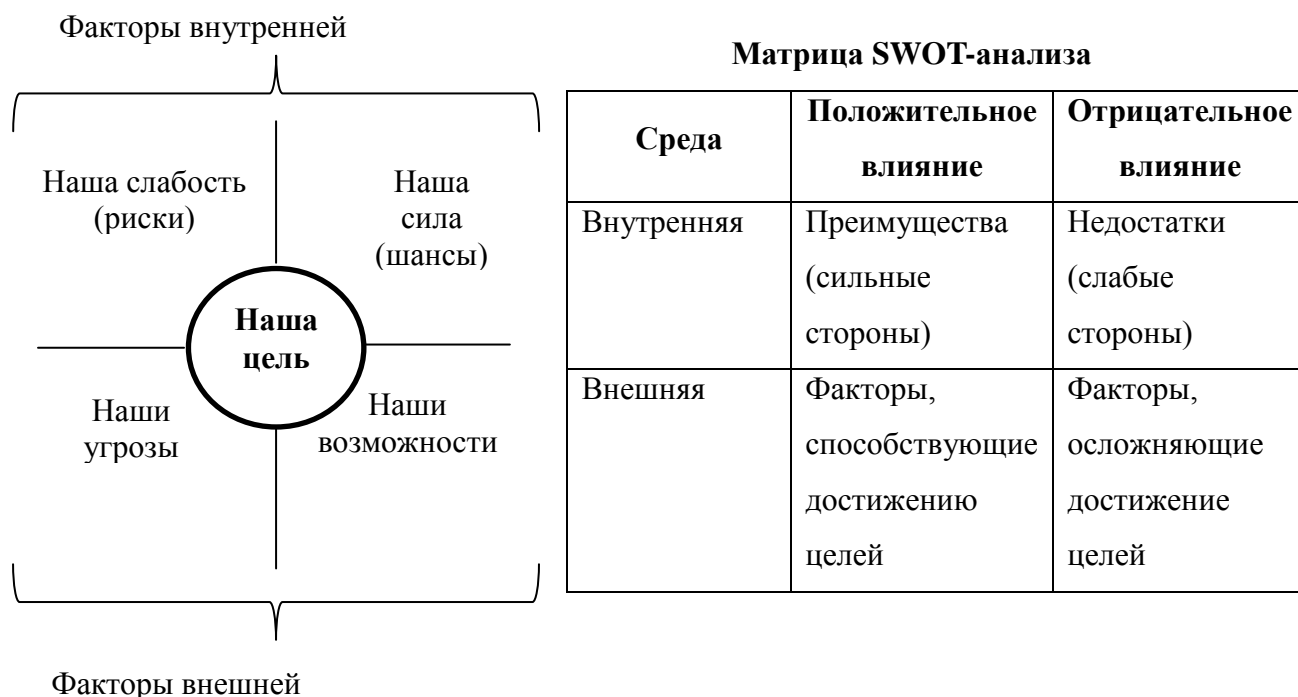 Факторы внутренней
Наша слабость
(риски)
Наша
сила
(шансы)
Наша
цель
Наши
угрозы
Наши
возможности
Факторы внешней
Матрица SWOT-анализа
Среда
Положительное
влияние
Отрицательное
влияние
Внутренняя
Преимущества
(сильные
стороны)
Недостатки
(слабые
стороны)
Внешняя
Факторы,
способствующие
достижению
целей
Факторы,
осложняющие
достижение
целей